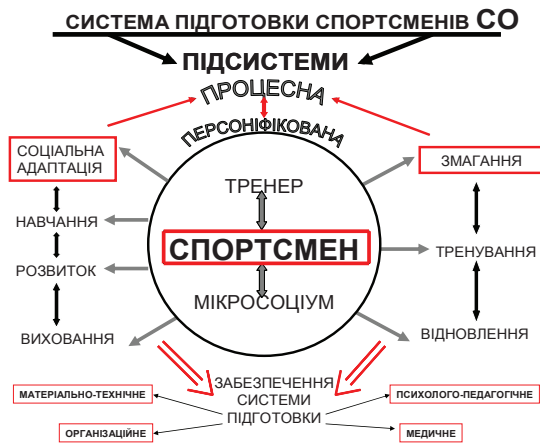 СИСТЕМА ПІДГОТОВКИ СПОРТСМЕНІВ СО
ПІДСИСТЕМИ
ПРОЦЕСНА
ПЕРСОНІФІКОВАНА
СОЦІАЛЬНА
АДАПТАЦІЯ
ЗМАГАННЯ
ТРЕНЕР
НАВЧАННЯ
СПОРТСМЕН
ТРЕНУВАННЯ
РОЗВИТОК
МІКРОСОЦІУМ
ВИХОВАННЯ
ВІДНОВЛЕННЯ
ЗАБЕЗПЕЧЕННЯ
СИСТЕМИ
ПІДГОТОВКИ
МАТЕРІАЛЬНО-ТЕХНІЧНЕ
ПСИХОЛОГО-ПЕДАГОГІЧНЕ
ОРГАНІЗАЦІЙНЕ
МЕДИЧНЕ